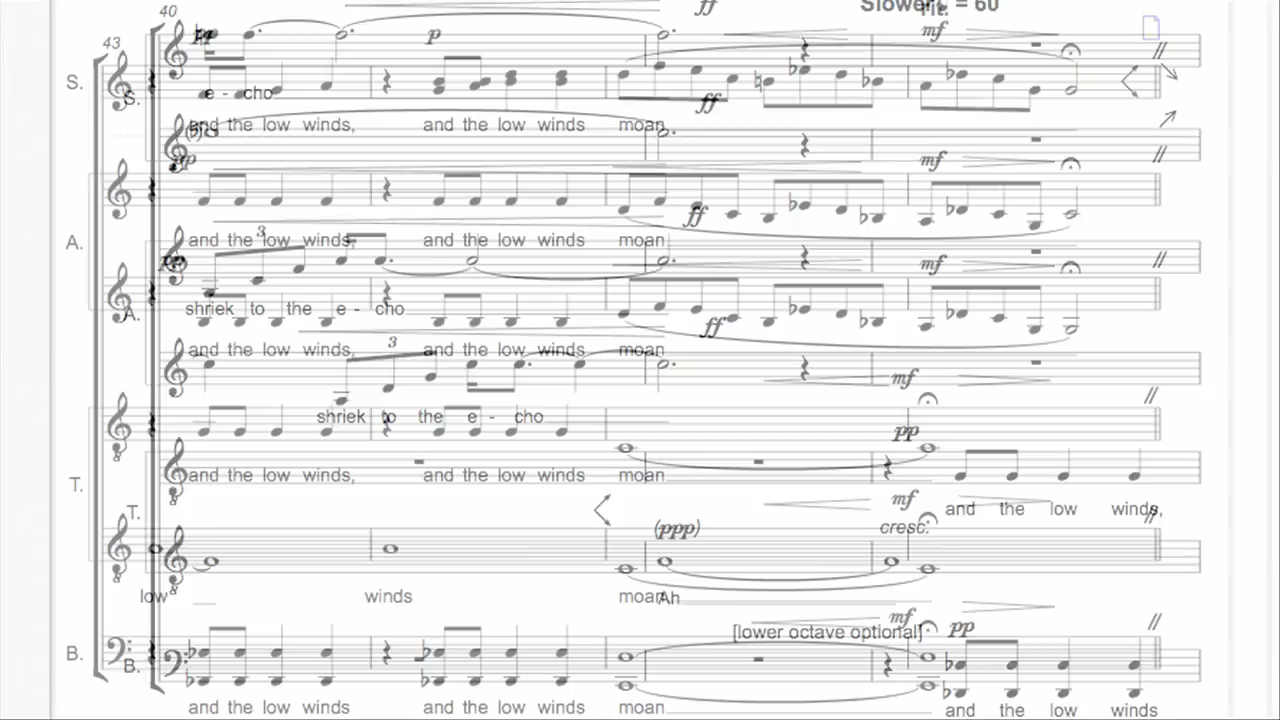 40
ff
Slower = 60
rit.
pp
p
mf
43
S.
S.
e - cho
ff
and the low winds, and the low winds moan
(b)
pp
mf
ff
A.
and the low winds, and the low winds moan
3
mf
shriek to the e - cho
A.
ff
and the low winds, and the low winds moan
3
mf
shriek to the e - cho
pp
and the low winds, and the low winds moan
T.
mf
and the low winds,
T.
(ppp)
cresc.
low winds moan
Ah
mf
[lower octave optional]
pp
B.
B.
and the low winds, and the low winds moan
and the low winds